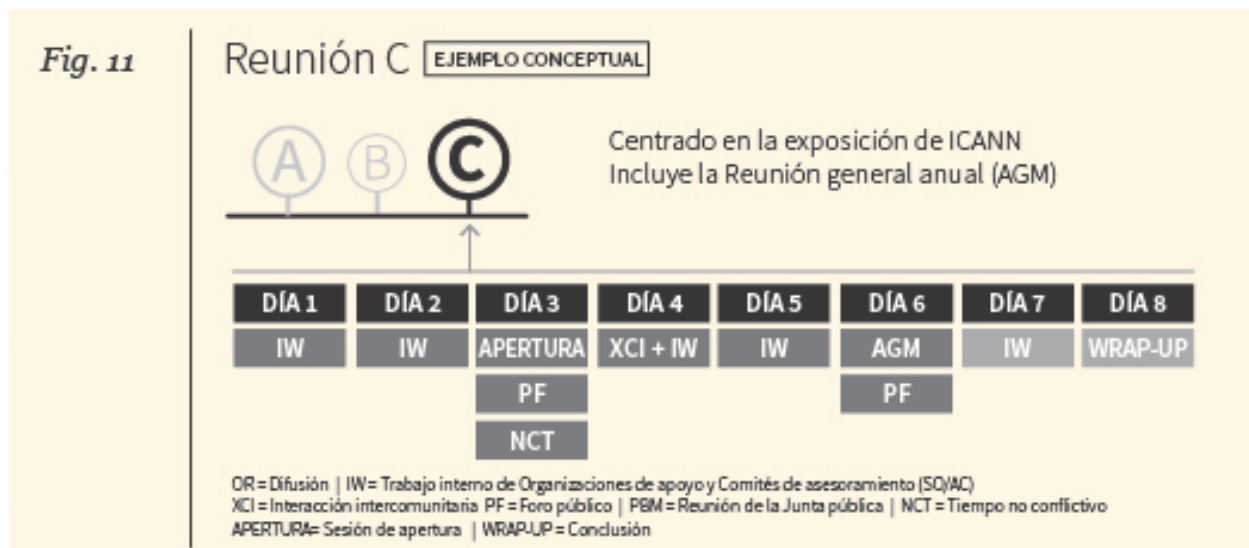 Fig. 11
Reunión C EJEMPLO CONCEPTUAL
A B C
Centrado en la exposición de ICANN
Incluye la Reunión general anual (AGM)
DÍA 1 DÍA 2 DÍA 3 DÍA 4 DÍA 5 DÍA 6 DÍA 7 DÍA 8
IW IW APERTURA XCI + IW IW AGM IW WRAP-UP
PF PF
NCT
OR = Difusión | IW = Trabajo interno de Organizaciones de apoyo y Comités de asesoramiento (SO/AC)
XCI = Interacción intercomunitaria PF = Foro público | PBM = Reunión de la Junta pública | NCT = Tiempo no conflictivo
APERTURA= Sesión de apertura | WRAP-UP = Conclusión